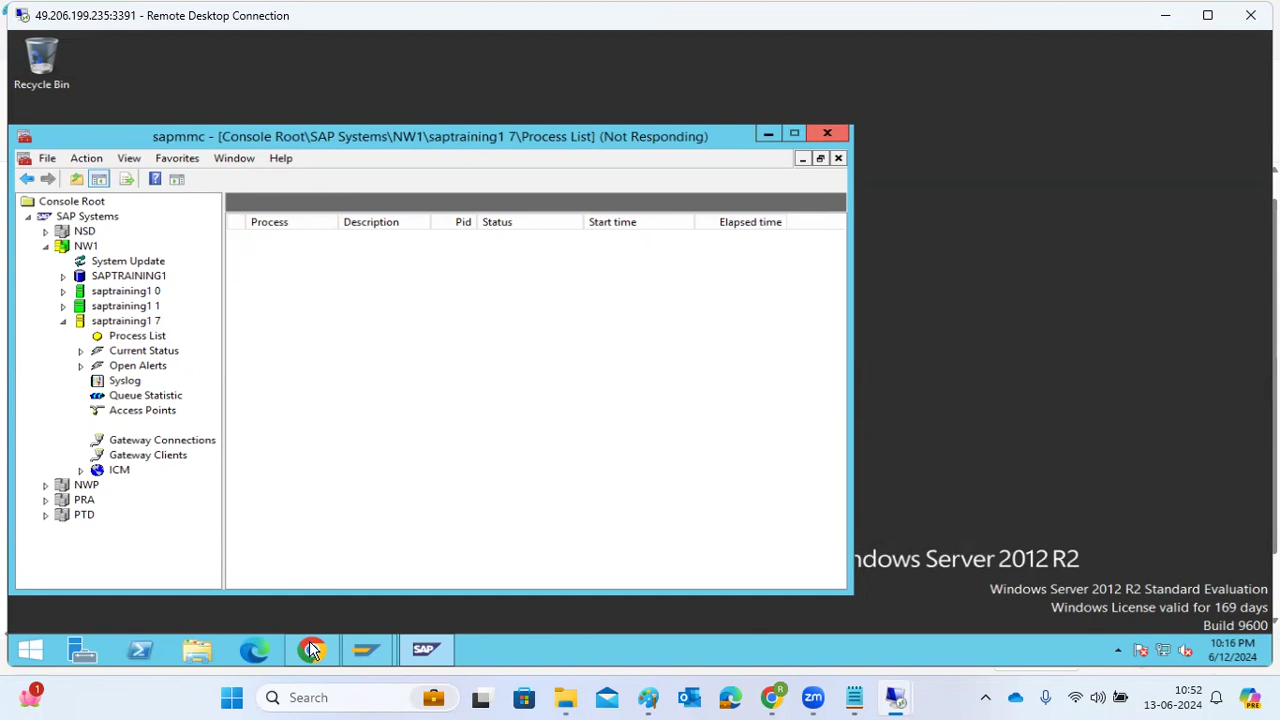 49.206.199.235:3391 - Remote Desktop Connection
Recycle Bin
sapmmc - [Console Root\SAP Systems\NW1\saptraining1 7\Process List] (Not Responding)
File Action View Favorites Window Help
Console Root
SAP Systems
NSD
NW1
System Update
SAPTRAINING1
saptraining1 0
saptraining1 1
saptraining1 7
Process List
Current Status
Open Alerts
Syslog
Queue Statistic
Access Points
Gateway Connections
Gateway Clients
ICM
NWP
PRA
PTD
Process Description Pid Status Start time Elapsed time
ndows Server 2012 R2
Windows Server 2012 R2 Standard Evaluation
Windows License valid for 169 days
Build 9600
SAP
10:16 PM
6/12/2024
1
Search
R
zm
10:52
13-06-2024
PRE